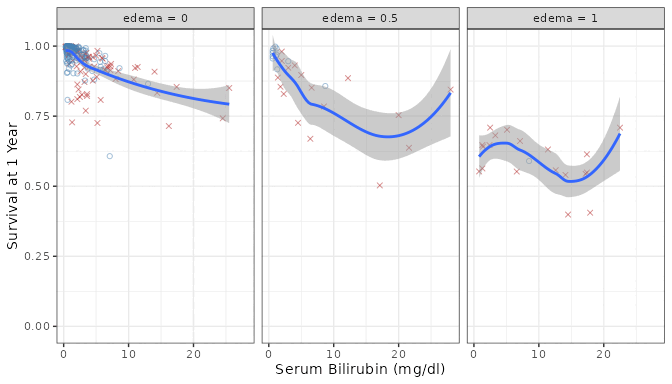 edema = 0
edema = 0.5
edema = 1
Survival at 1 Year
1.00
0.75
0.50
0.25
0.00
0 10 20 0 10 20 0 10 20
Serum Bilirubin (mg/dl)